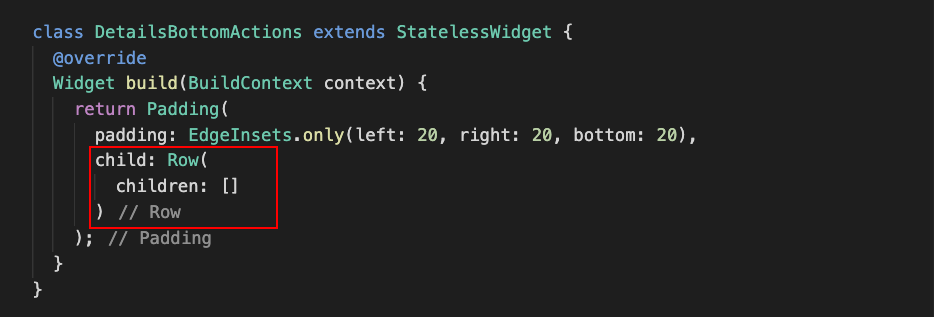 class DetailsBottomActions extends StatelessWidget {
@override
Widget build(BuildContext context) {
return Padding(
padding: EdgeInsets.only(left: 20, right: 20, bottom: 20),
child: Row(
children: []
) // Row
); // Padding
}
}